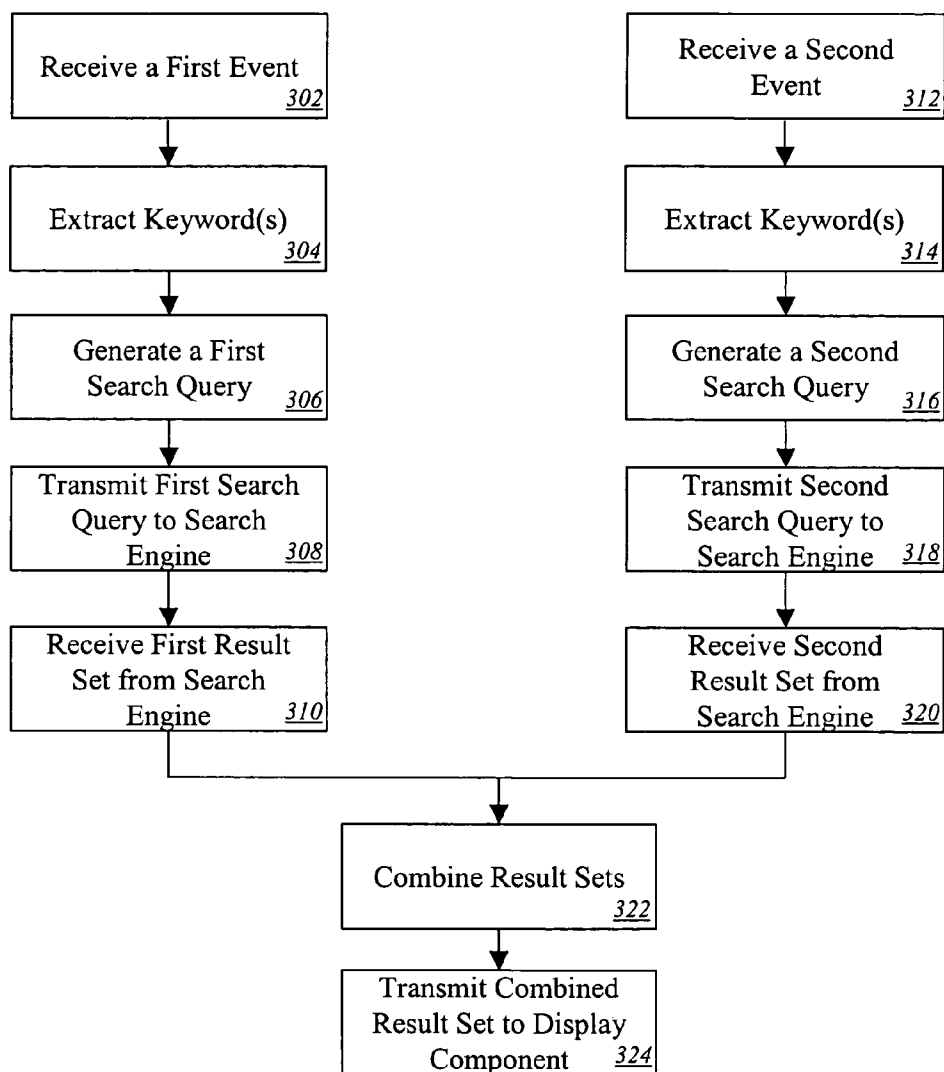 Receive a First Event
302
Extract Keyword(s)
304
Generate a First
Search Query
306
Transmit First Search
Query to Search
Engine
308
Receive First Result
Set from Search
Engine
310
Receive a Second
Event
312
Extract Keyword(s)
314
Generate a Second
Search Query
316
Transmit Second
Search Query to
Search Engine
318
Receive Second
Result Set from
Search Engine
320
Combine Result Sets
322
Transmit Combined
Result Set to Display
Component
324